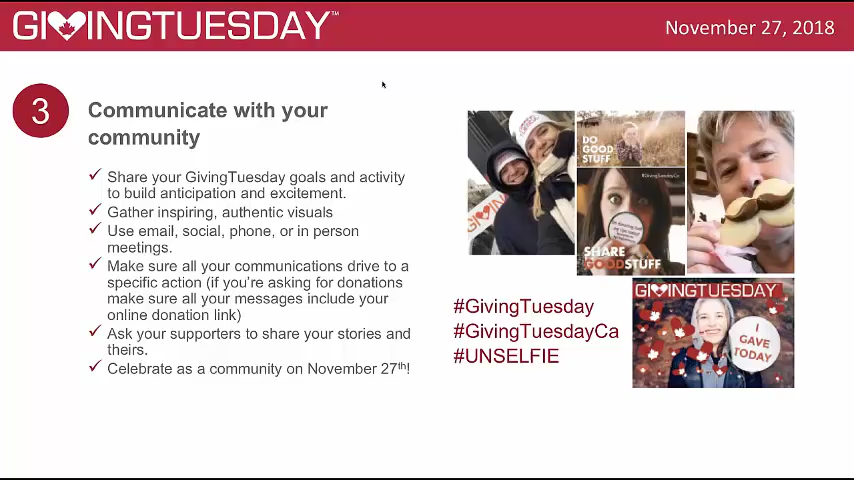 GIVINGTUESDAY™
November 27, 2018
3
Communicate with your
community
Share your GivingTuesday goals and activity
to build anticipation and excitement.
Gather inspiring, authentic visuals
Use email, social, phone, or in person
meetings.
Make sure all your communications drive to a
specific action (if you're asking for donations
make sure all your messages include your
online donation link)
Ask your supporters to share your stories and
theirs.
Celebrate as a community on November 27th!
DO
GOOD
STUFF
#GivingTuesdayCa
SHARE
GOODSTUFF
#GivingTuesday
#GivingTuesdayCa
#UNSELFIE
GIVINGTUESDAY
I
GAVE
TODAY